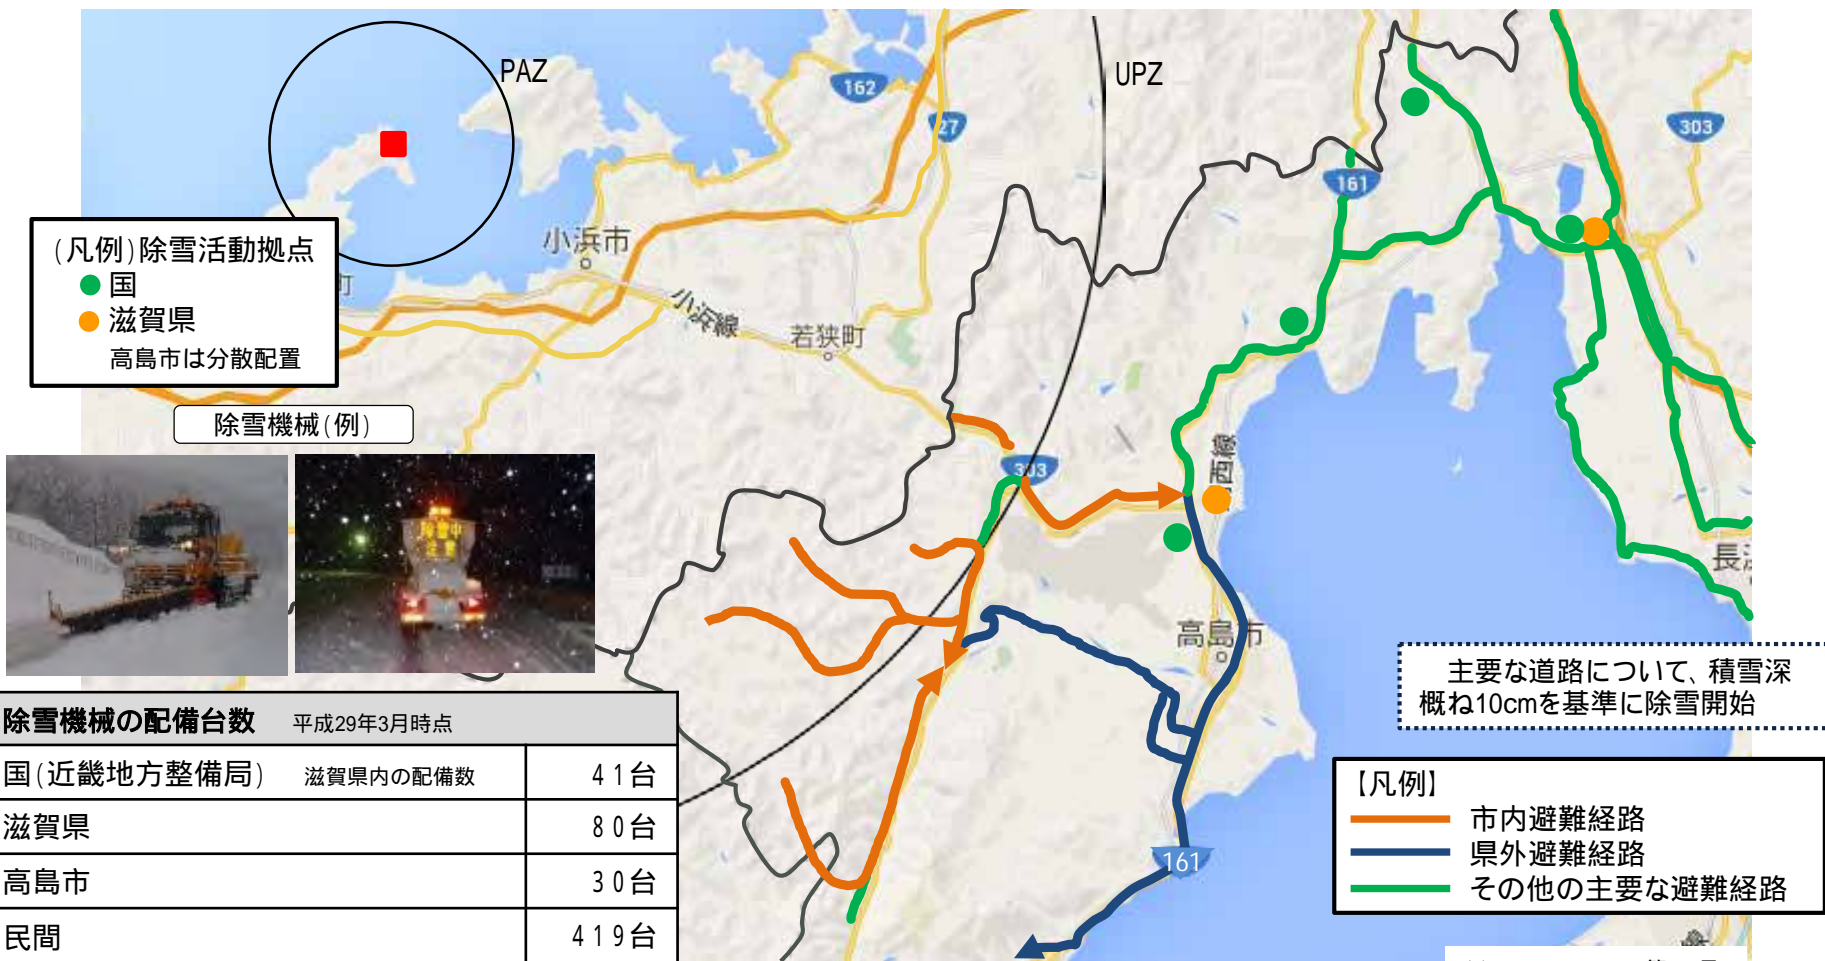 PAZ
UPZ
162
27
303
161
小浜市
小浜線
若狭町
町
(凡例)除雪活動拠点
国
滋賀県
高島市は分散配置
除雪機械(例)
除雪中
303
西線
高島市
長
161
主要な道路について、積雪深
概ね10cmを基準に除雪開始
除雪機械の配備台数 平成29年3月時点
国(近畿地方整備局) 滋賀県内の配備数 41台
滋賀県 80台
高島市 30台
民間 419台
【凡例】
市内避難経路
県外避難経路
その他の主要な避難経路